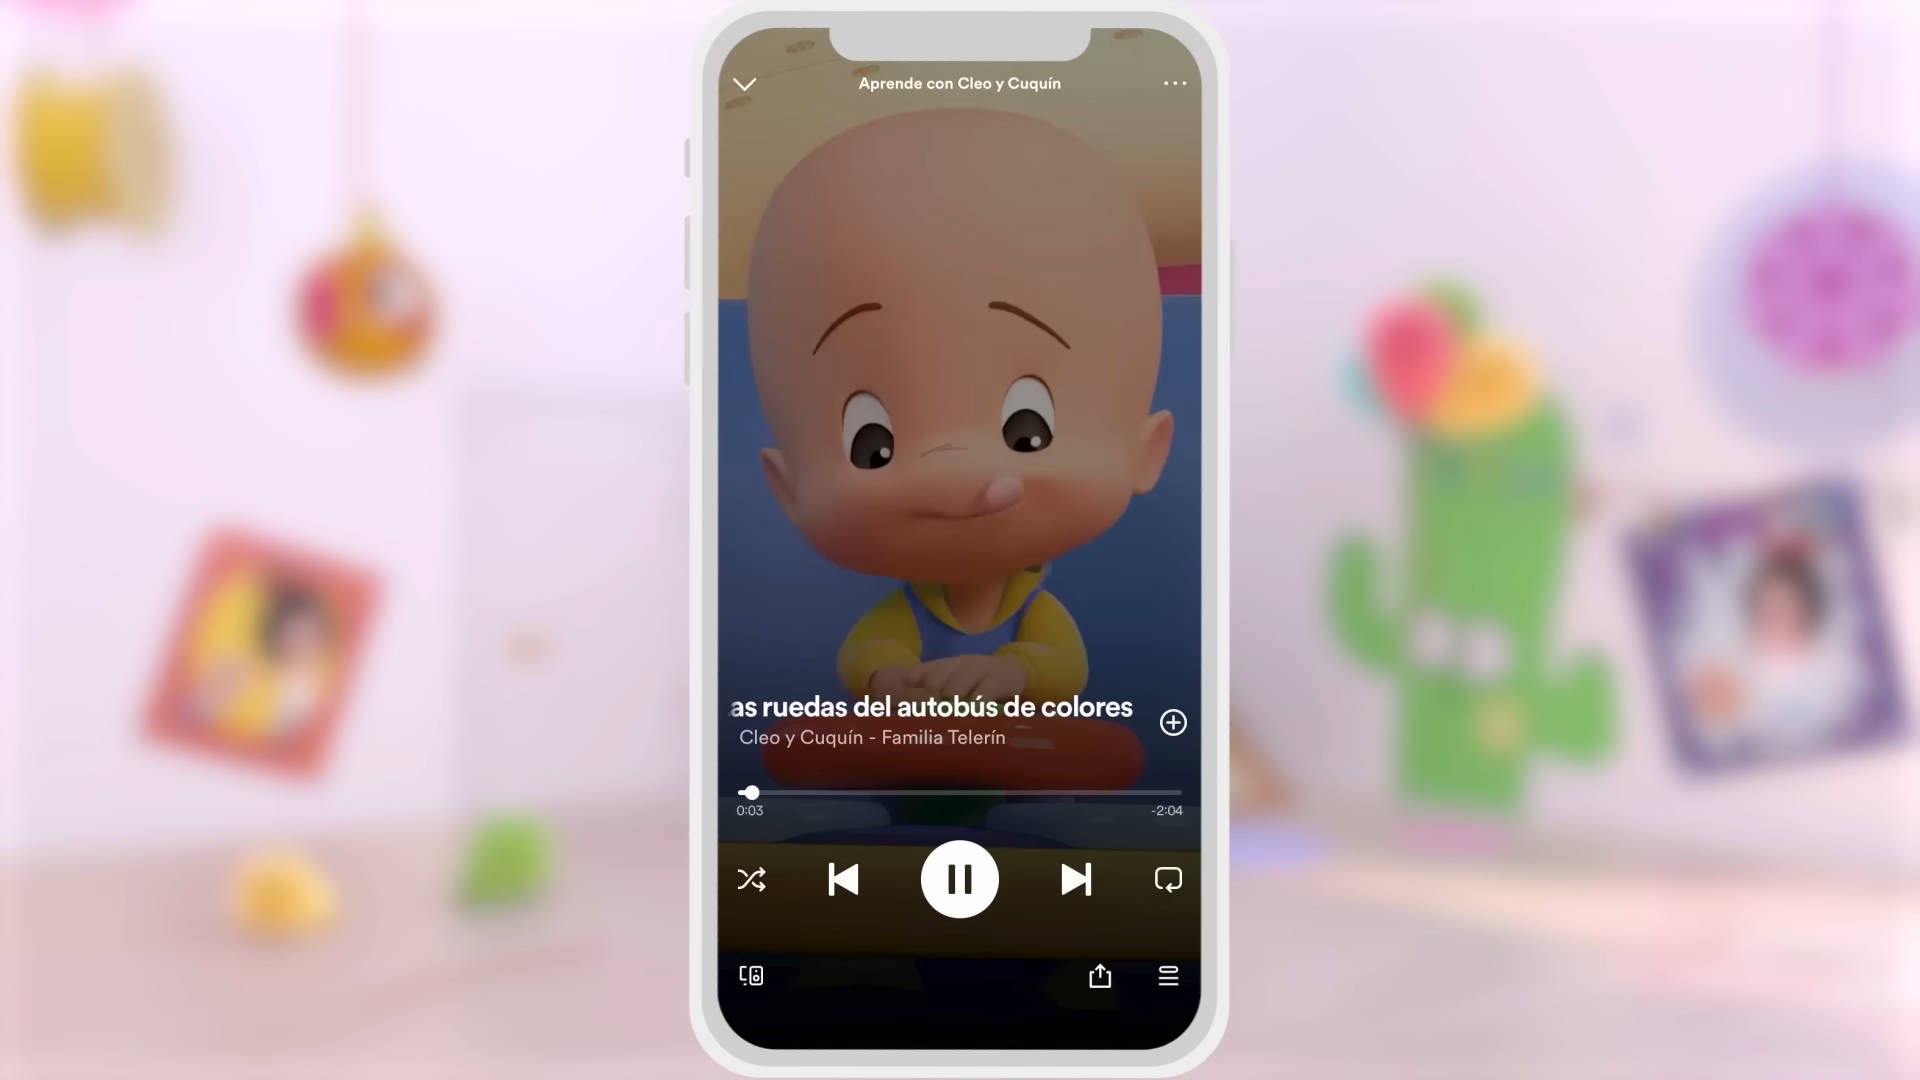 Aprende con Cleo y Cuquín
as ruedas del autobús de colores
Cleo y Cuquín - Familia Telerín
0:03
-2:04